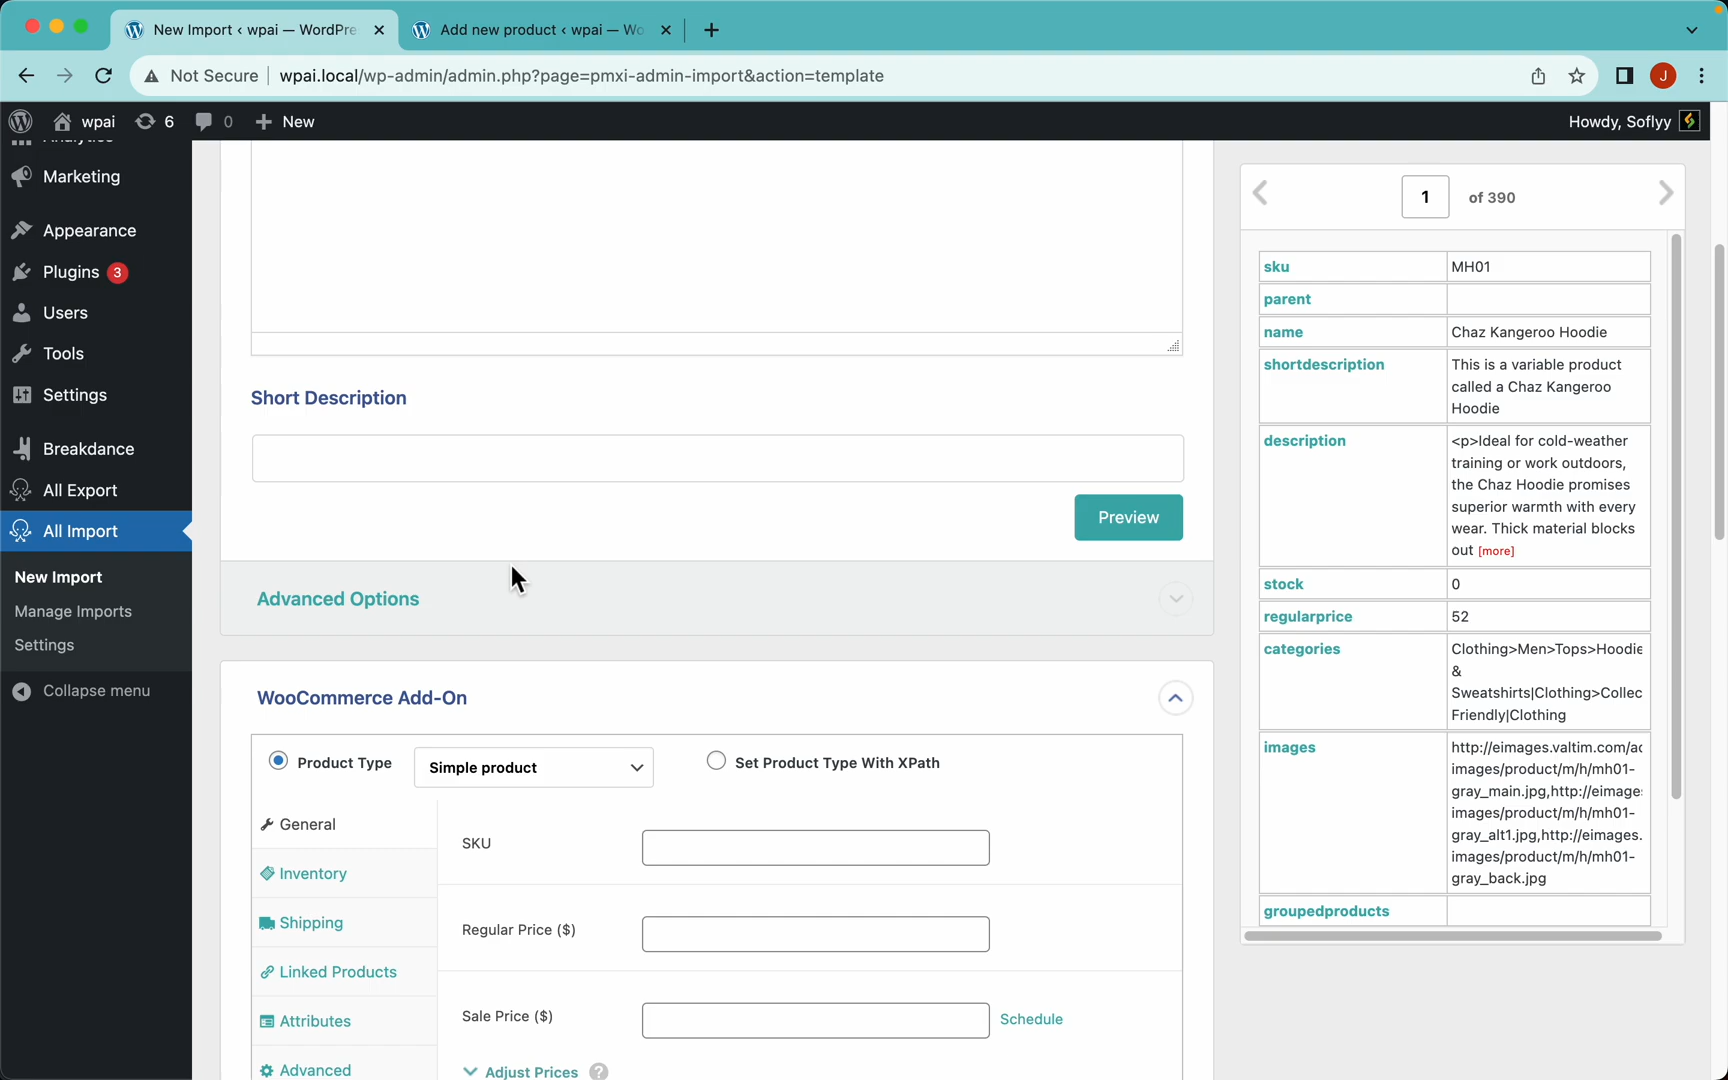 New Import ‹ wpai — WordPre
Add new product ‹ wpai — Wo
Not Secure
wpai.local/wp-admin/admin.php?page=pmxi-admin-import&action=template
J
wpai
6
0
New
Howdy, Soflyy
Marketing
Appearance
Plugins 3
Users
Tools
Settings
Breakdance
All Export
All Import
New Import
Manage Imports
Settings
Collapse menu
Short Description
Preview
Advanced Options
WooCommerce Add-On
Product Type
Simple product
Set Product Type With XPath
General
Inventory
Shipping
Linked Products
Attributes
Advanced
SKU
Regular Price ($)
Sale Price ($)
Schedule
Adjust Prices ?
1 of 390
sku MH01
parent
name Chaz Kangeroo Hoodie
shortdescription This is a variable product
called a Chaz Kangeroo
Hoodie
description <p>Ideal for cold-weather
training or work outdoors,
the Chaz Hoodie promises
superior warmth with every
wear. Thick material blocks
out [more]
stock 0
regularprice 52
categories Clothing>Men>Tops>Hoodie
&
Sweatshirts|Clothing>Collec
Friendly|Clothing
images http://eimages.valtim.com/ac
images/product/m/h/mh01-
gray_main.jpg,http://eimage
images/product/m/h/mh01-
gray_alt1.jpg,http://eimages.
images/product/m/h/mh01-
gray_back.jpg
groupedproducts